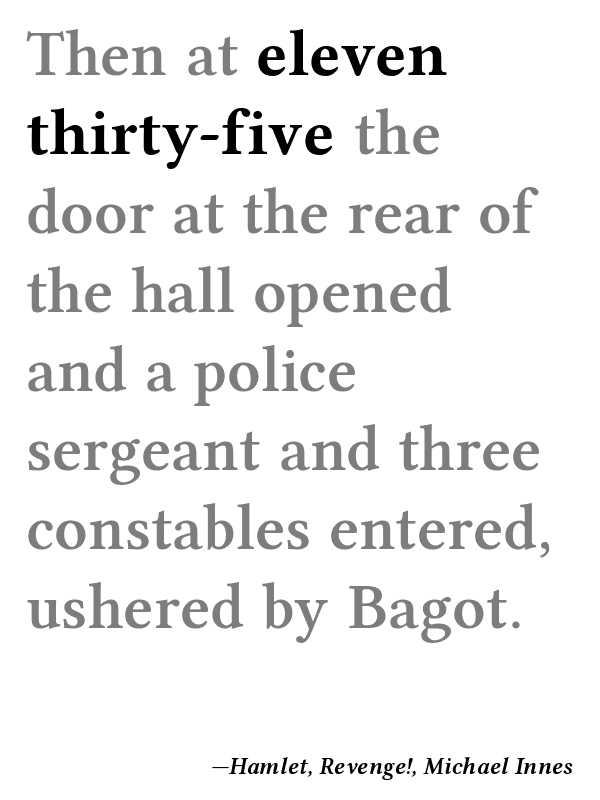 Then at eleven
thirty-five the
door at the rear of
the hall opened
and a police
sergeant and three
constables entered,
ushered by Bagot.
—Hamlet, Revenge!, Michael Innes